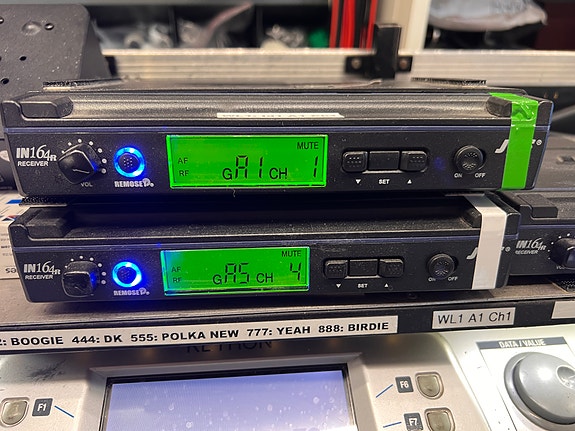 MUTE
IN164R
RECEIVER
VOL
REMOSET
AF
RF
GA1 CH 1
SET
ON OFF
MUTE
IN164R
RECEIVER
REMOSET
AF
RF
GA5 CH 4
SET
ON OFF
IN164R
RECEIVER
: BOOGIE 444: DK 555: POLKA NEW 777: YEAH 888: BIRDIE
WL1 A1 Ch1
DATA / VALUE
F1
F6
F7